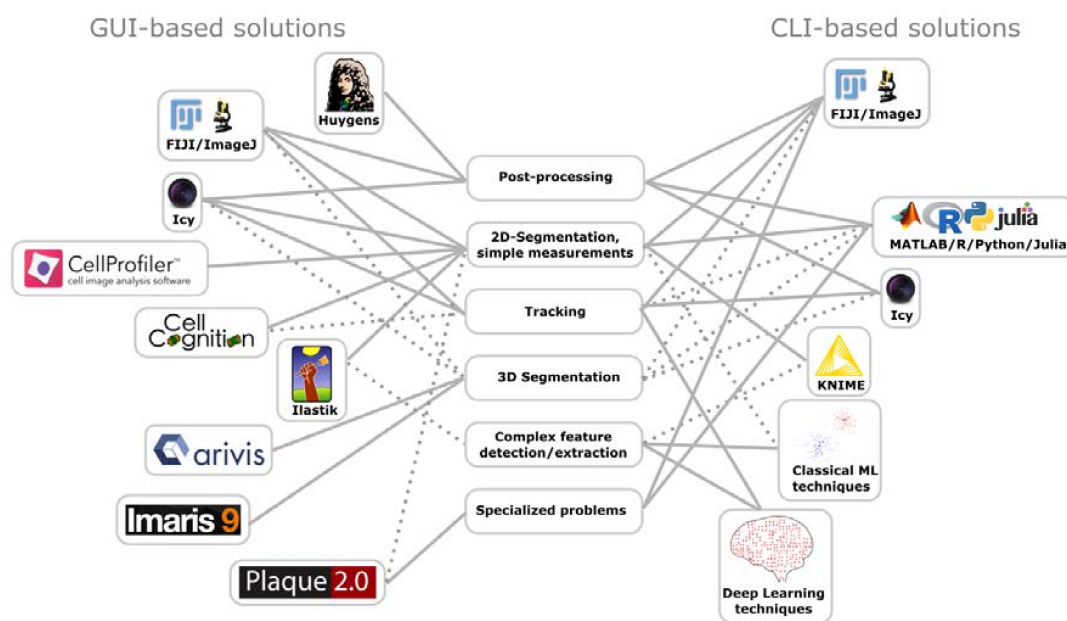 GUI-based solutions
CLI-based solutions
Huygens
FIJI/ImageJ
FIJI/ImageJ
Icy
Post-processing
CellProfiler™
cell image analysis software
2D-Segmentation,
simple measurements
R julia
MATLAB/R/Python/Julia
Cell
Cognition
Tracking
Icy
Ilastik
3D Segmentation
KNIME
arivis
Complex feature
detection/extraction
Classical ML
techniques
Imaris 9
Specialized problems
Plaque 2.0
Deep Learning
techniques